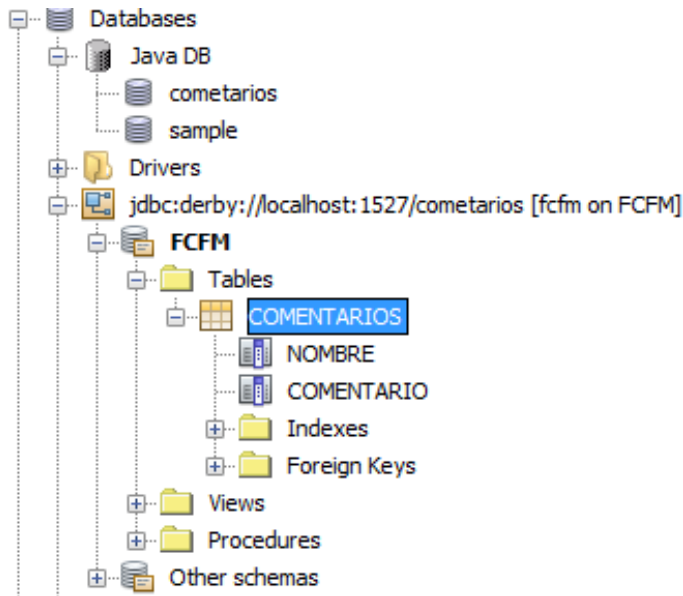 Databases
Java DB
cometarios
sample
Drivers
jdbc:derby://localhost:1527/cometarios [fcfm on FCFM]
FCFM
Tables
COMENTARIOS
NOMBRE
COMENTARIO
Indexes
Foreign Keys
Views
Procedures
Other schemas